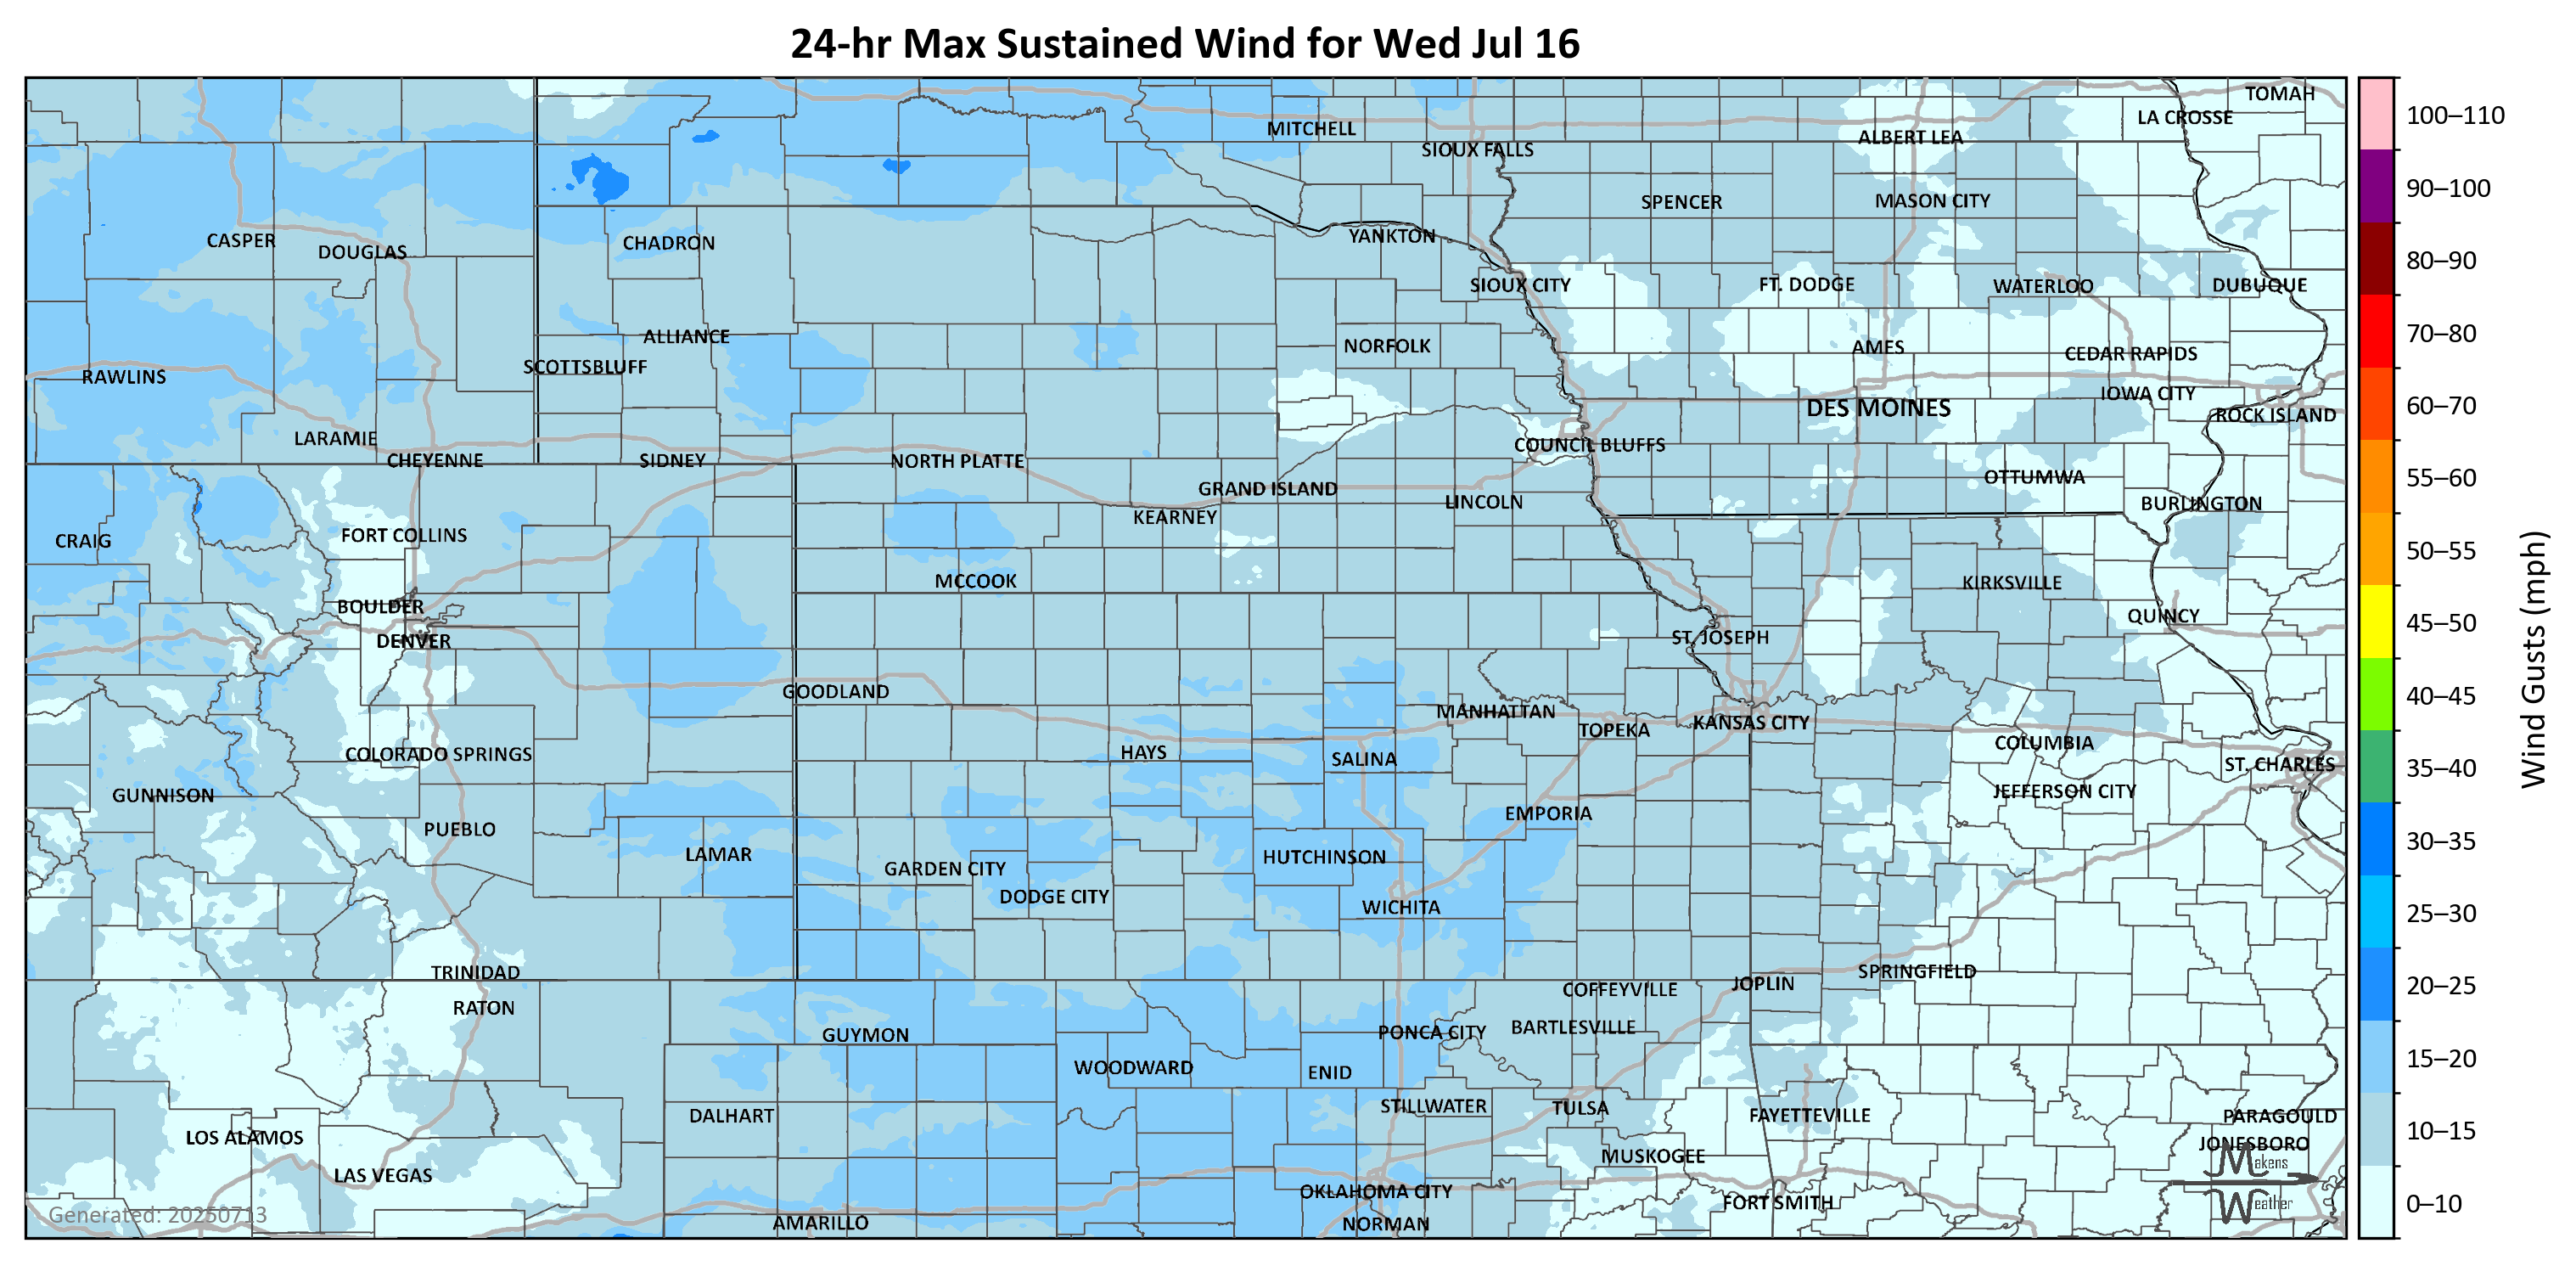 24-hr Max Sustained Wind for Wed Jul 16
TOMAH
LA CROSSE
MITCHELL
ALBERT LEA
SIOUX FALLS
SPENCER
MASON CITY
CASPER
DOUGLAS
CHADRON
YANKTON
SIOUX CITY
FT. DODGE
WATERLOO
DUBUQUE
ALLIANCE
NORFOLK
AMES
CEDAR RAPIDS
SCOTTSBLUFF
RAWLINS
IOWA CITY
DES MOINES
ROCK ISLAND
LARAMIE
COUNCIL BLUFFS
CHEYENNE
SIDNEY
NORTH PLATTE
OTTUMWA
GRAND ISLAND
LINCOLN
BURLINGTON
KEARNEY
CRAIG
FORT COLLINS
MCCOOK
KIRKSVILLE
BOULDER
QUINCY
DENVER
ST. JOSEPH
GOODLAND
MANHATTAN
TOPEKA
KANSAS CITY
COLORADO SPRINGS
HAYS
SALINA
COLUMBIA
ST. CHARLES
GUNNISON
JEFFERSON CITY
PUEBLO
EMPORIA
LAMAR
GARDEN CITY
HUTCHINSON
DODGE CITY
WICHITA
TRINIDAD
SPRINGFIELD
JOPLIN
COFFEYVILLE
RATON
GUYMON
PONCA CITY
BARTLESVILLE
WOODWARD
ENID
DALHART
STILLWATER
TULSA
FAYETTEVILLE
PARAGOULD
LOS ALAMOS
JONESBORO
MUSKOGEE
LAS VEGAS
OKLAHOMA CITY
FORT SMITH
AMARILLO
NORMAN
Generated: 20250713
Makens
Weather
100–110
90–100
80–90
70–80
60–70
55–60
50–55
45–50
40–45
35–40
30–35
25–30
20–25
15–20
10–15
0–10
Wind Gusts (mph)